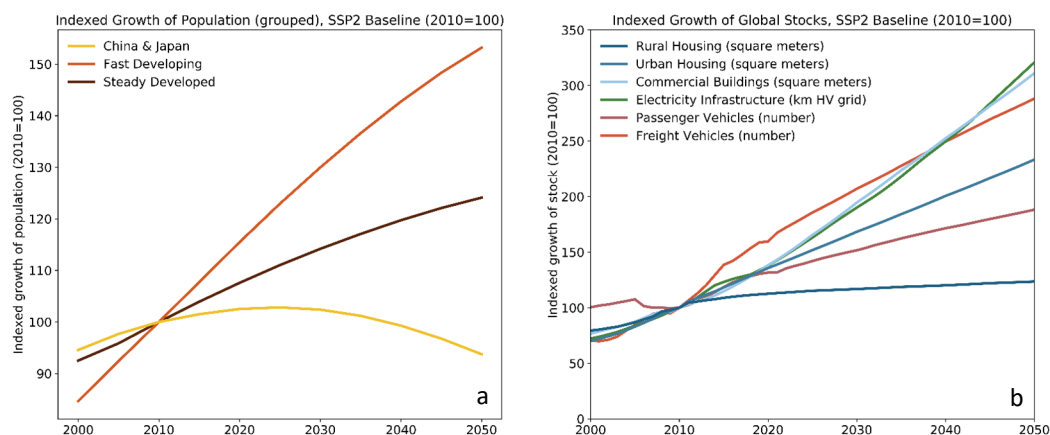 Indexed Growth of Population (grouped), SSP2 Baseline (2010=100)
China & Japan
Fast Developing
Steady Developed
Indexed growth of population (2010=100)
150
140
130
120
110
100
90
2000 2010 2020 2030 2040 2050
a
Indexed Growth of Global Stocks, SSP2 Baseline (2010=100)
Rural Housing (square meters)
Urban Housing (square meters)
Commercial Buildings (square meters)
Electricity Infrastructure (km HV grid)
Passenger Vehicles (number)
Freight Vehicles (number)
Indexed growth of stock (2010=100)
350
300
250
200
150
100
50
0
2000 2010 2020 2030 2040 2050
b